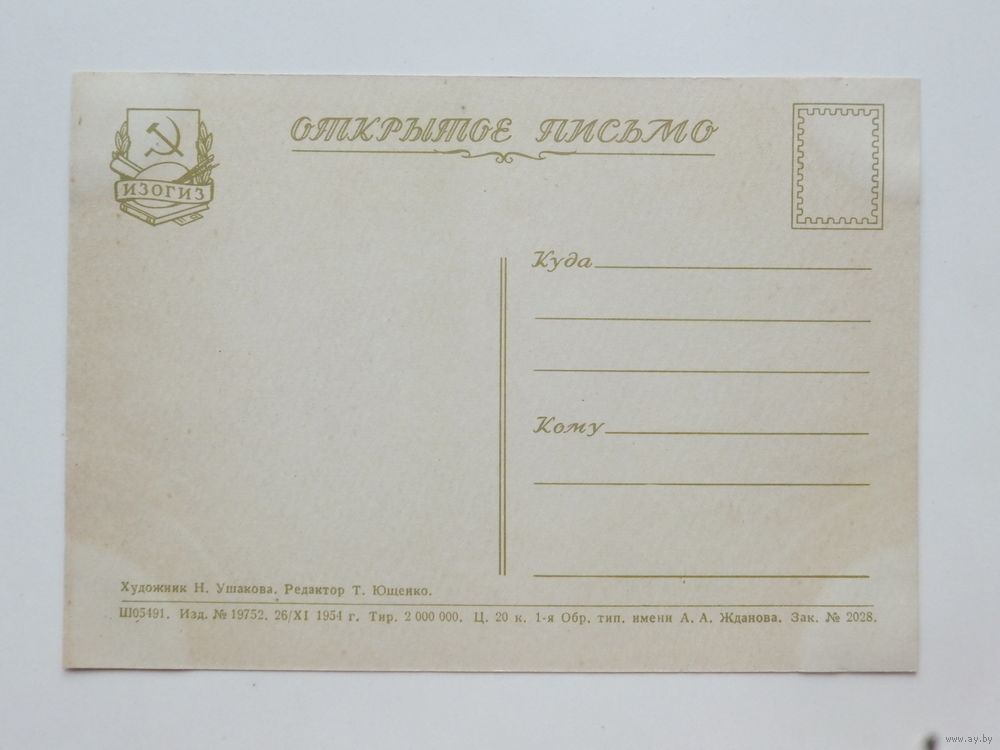 ОТКРЫТОЕ ПИСЬМО
ИЗОГИЗ
Куда
Кому
Художник Н. Ушакова. Редактор Т. Ющенко.
Ш05491. Изд. № 19752. 26/XI 1954 г. Тир. 2 000 000. Ц. 20 к. 1-я Обр. тип. имени А. А. Жданова. Зак. № 2028.
www.ay.by